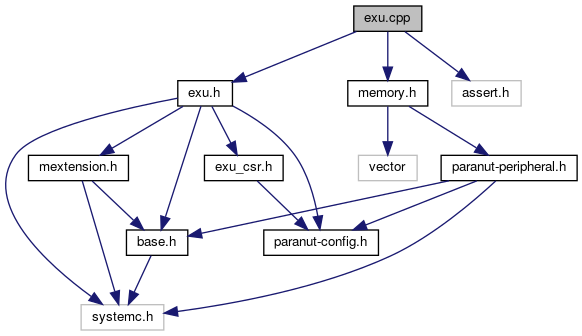 exu.cpp
exu.h
memory.h
assert.h
mextension.h
exu_csr.h
vector
paranut-peripheral.h
base.h
paranut-config.h
systemc.h